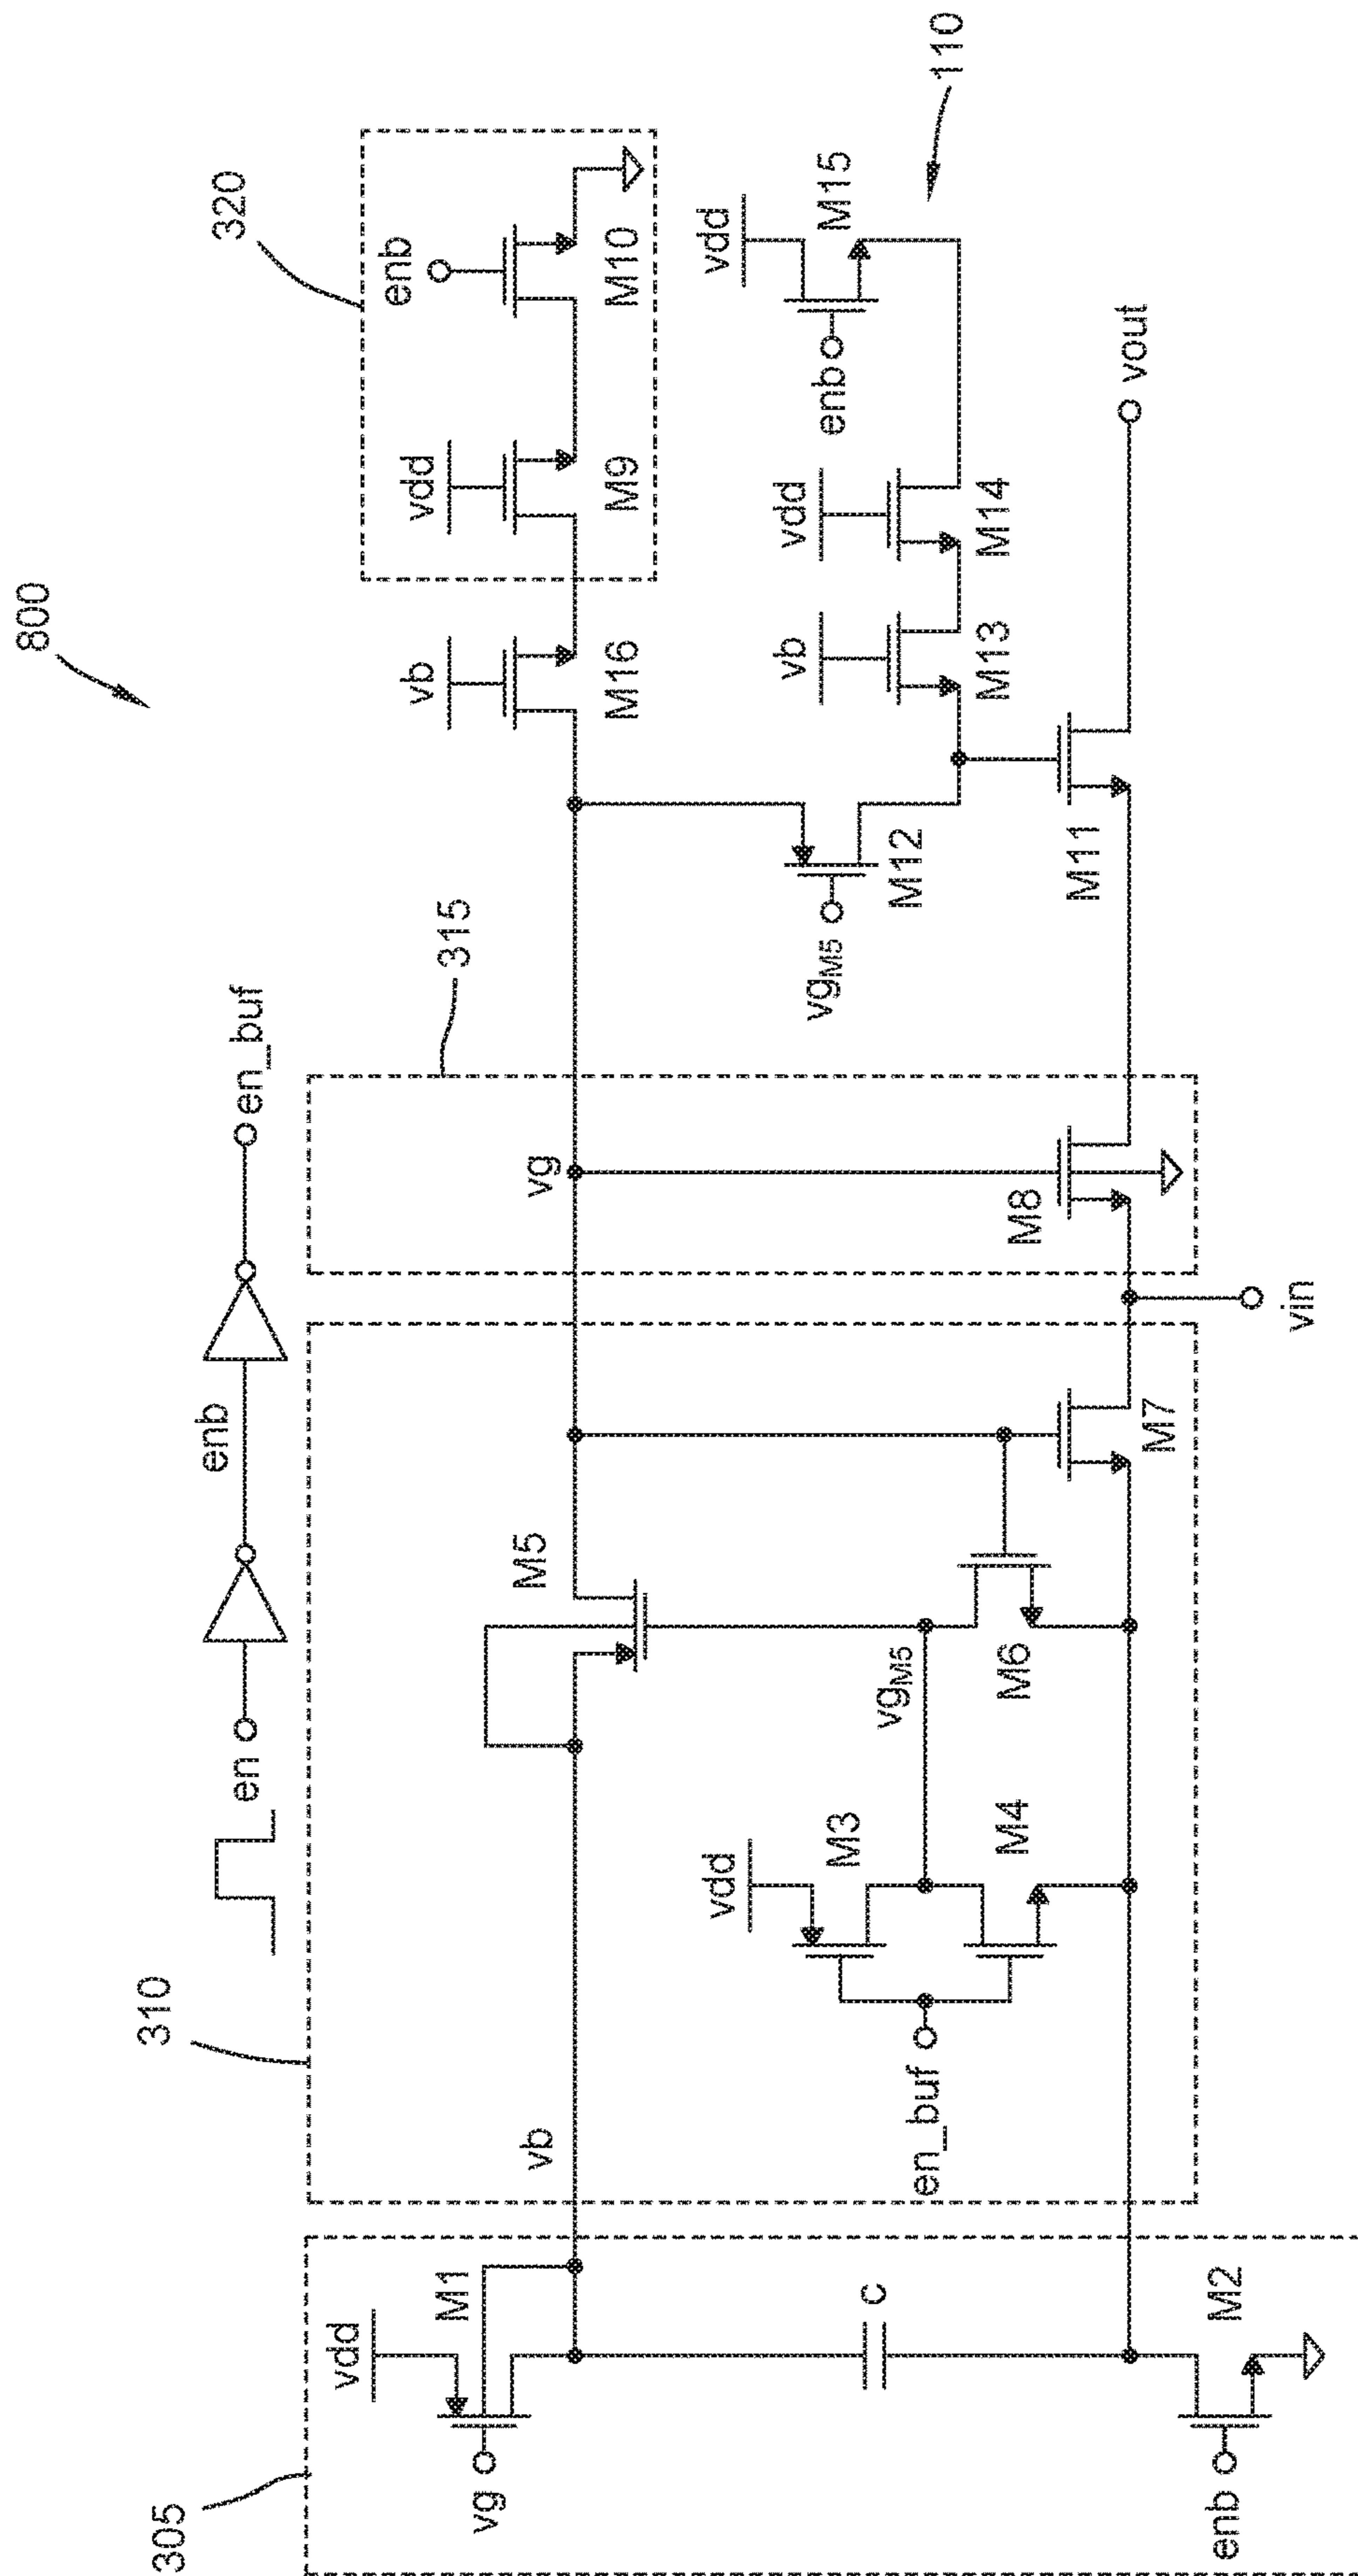 800
en
enb
en_buf
305
310
315
320
110
vdd
vg
M1
c
enb
M2
vb
M5
vg
vdd
M3
en_buf
M4
vgM5
M6
M7
M8
vin
vb
M16
vdd
M9
enb
M10
vgM5
M12
vb
M13
vdd
M14
enb
vdd
M15
M11
vout